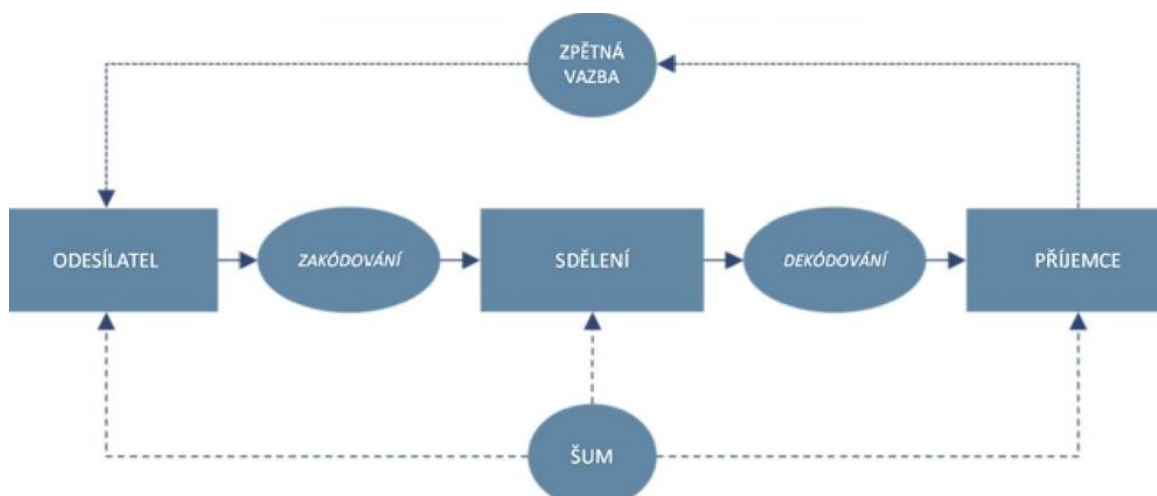 ZPĚTNÁ
VAZBA
ODESÍLATEL
ZAKÓDOVÁNÍ
SDĚLENÍ
DEKÓDOVÁNÍ
PŘÍJEMCE
ŠUM